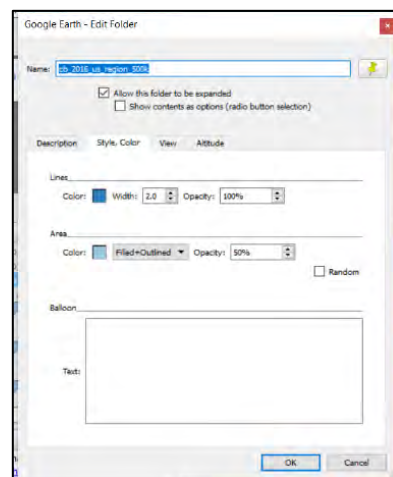 Google Earth - Edit Folder
Name: cb_2016_us_region_500k
Allow this folder to be expanded
Show contents as options (radio button selection)
Description Style, Color View Altitude
Lines
Color: Width: 2.0 Opacity: 100%
Area
Color: Filled+Outlined Opacity: 50%
Random
Balloon
Text:
OK Cancel